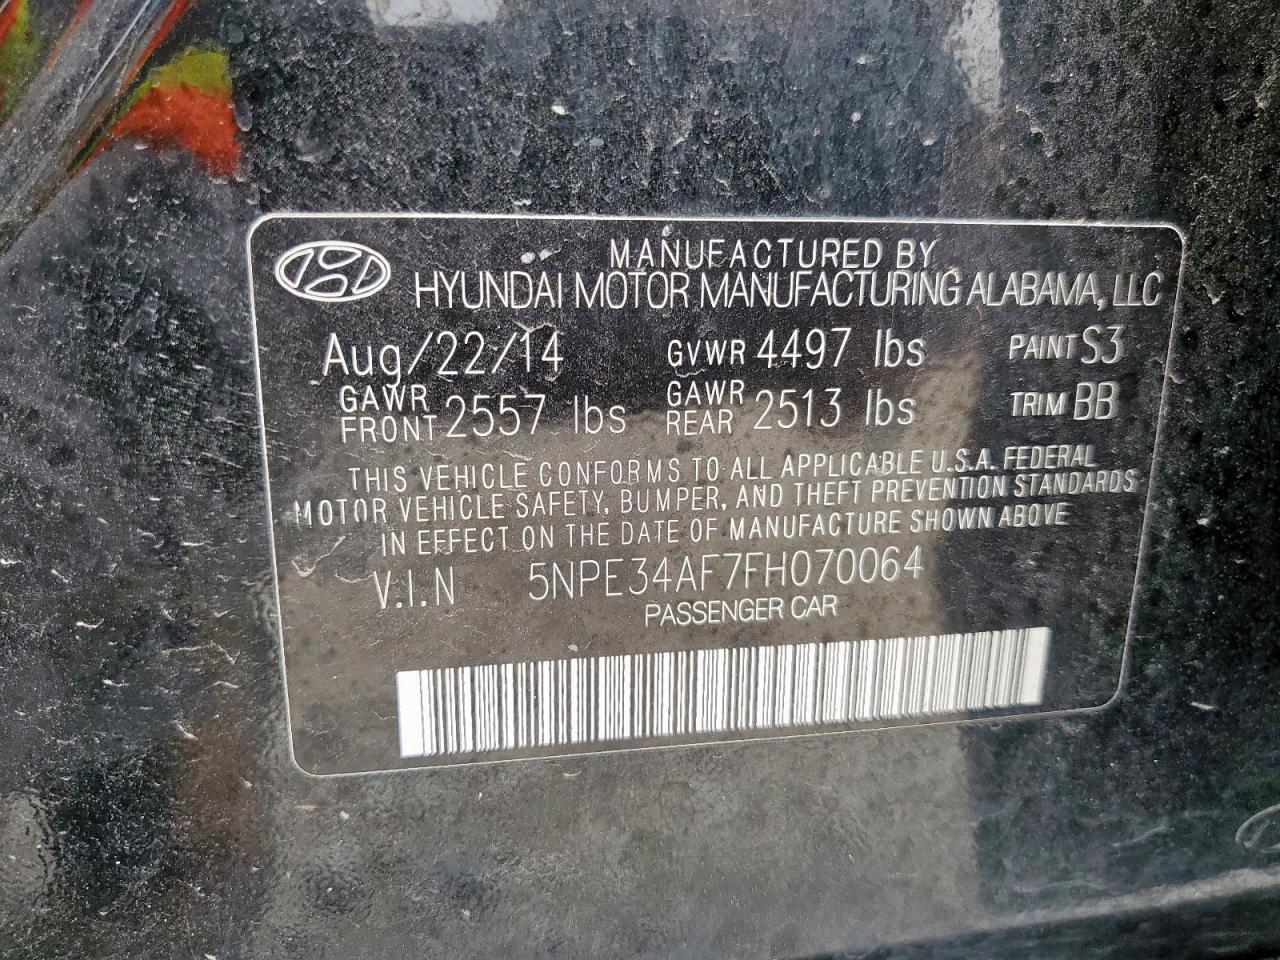 MANUFACTURED BY
HYUNDAI MOTOR MANUFACTURING ALABAMA, LLC
Aug/22/14 GVWR 4497 lbs PAINT S3
GAWR FRONT 2557 lbs GAWR REAR 2513 lbs TRIM BB
THIS VEHICLE CONFORMS TO ALL APPLICABLE U.S.A. FEDERAL
MOTOR VEHICLE SAFETY, BUMPER, AND THEFT PREVENTION STANDARDS
IN EFFECT ON THE DATE OF MANUFACTURE SHOWN ABOVE
V.I.N 5NPE34AF7FH070064
PASSENGER CAR